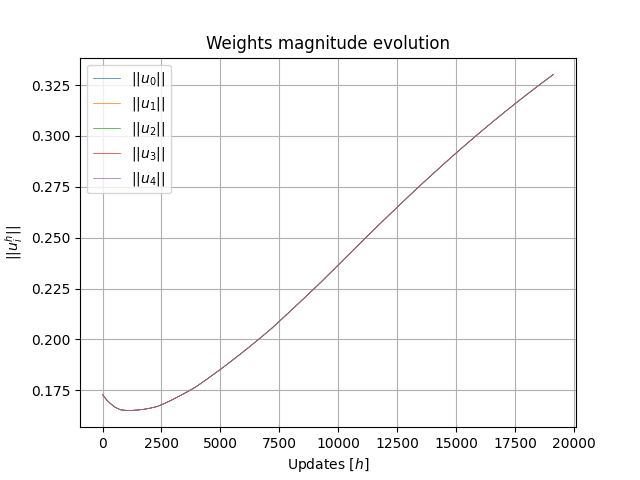 Weights magnitude evolution
||u_0||
||u_1||
||u_2||
||u_3||
||u_4||
||u_i^h||
0.325
0.300
0.275
0.250
0.225
0.200
0.175
0 2500 5000 7500 10000 12500 15000 17500 20000
Updates [h]